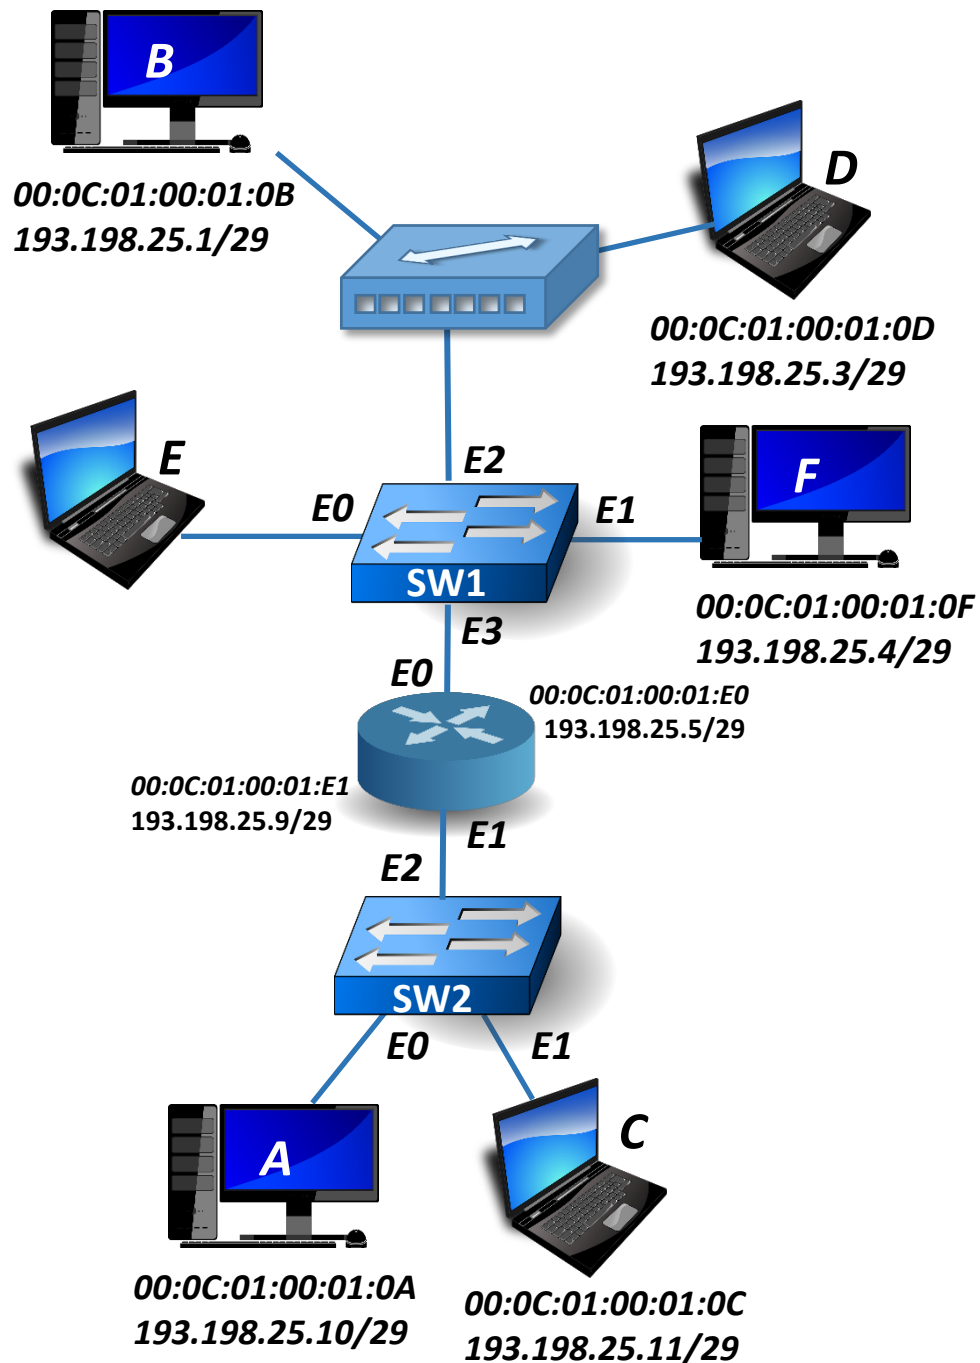 B
00:0C:01:00:01:0B
193.198.25.1/29
D
00:0C:01:00:01:0D
193.198.25.3/29
E
E2
E0
E1
F
SW1
00:0C:01:00:01:0F
193.198.25.4/29
E3
E0
00:0C:01:00:01:E0
193.198.25.5/29
00:0C:01:00:01:E1
193.198.25.9/29
E1
E2
SW2
E0
E1
A
C
00:0C:01:00:01:0A
193.198.25.10/29
00:0C:01:00:01:0C
193.198.25.11/29